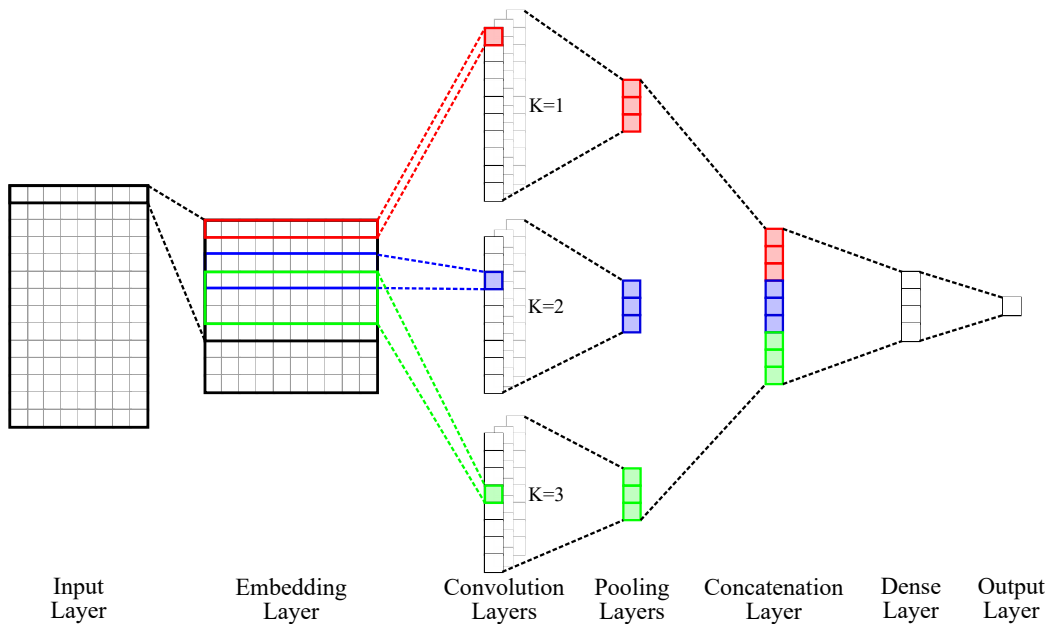 K=1
K=2
K=3
Input
Layer
Embedding
Layer
Convolution
Layers
Pooling
Layers
Concatenation
Layer
Dense
Layer
Output
Layer